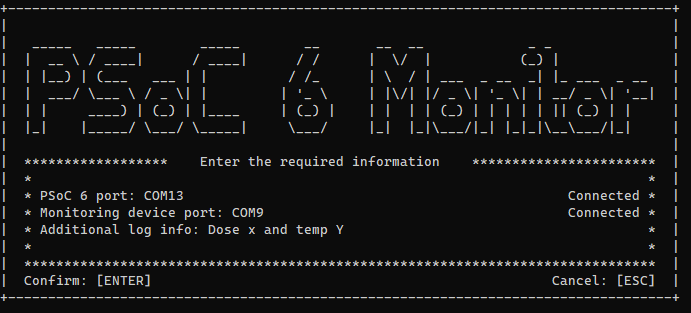 PSoC 6 Monitor
****************** Enter the required information ***********************
* *
* PSoC 6 port: COM13 Connected *
* Monitoring device port: COM9 Connected *
* Additional log info: Dose x and temp Y *
* *
*******************************************************************************
Confirm: [ENTER] Cancel: [ESC]